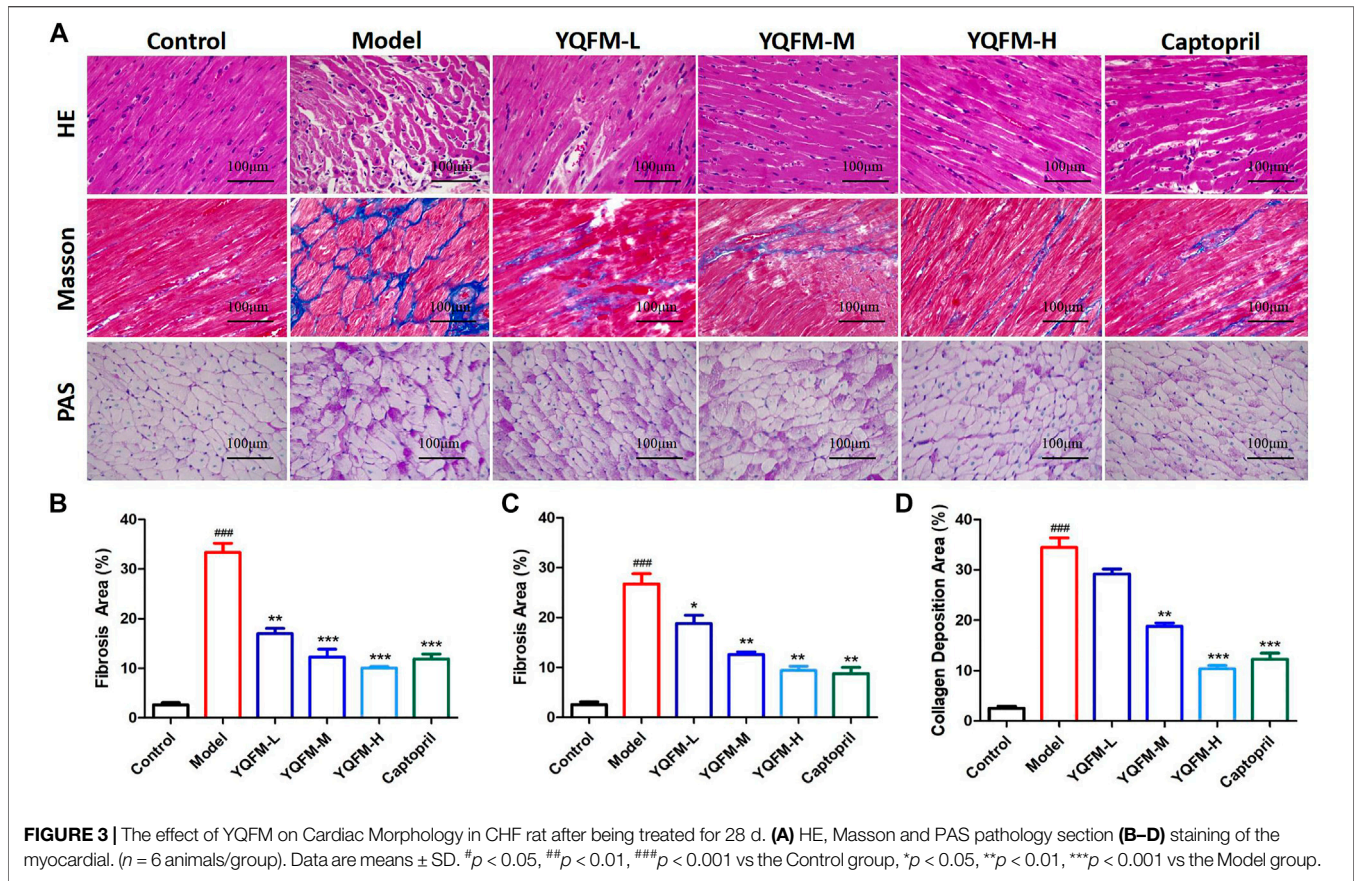 A
Control Model YQFM-L YQFM-M YQFM-H Captopril
HE
100μm 100μm 100μm 100μm 100μm 100μm
Masson
100μm 100μm 100μm 100μm 100μm 100μm
PAS
100μm 100μm 100μm 100μm 100μm 100μm
B
Fibrosis Area (%)
40
30
20
10
0
###
**
***
***
***
Control Model YQFM-L YQFM-M YQFM-H Captopril
C
Fibrosis Area (%)
40
30
20
10
0
###
*
**
**
**
Control Model YQFM-L YQFM-M YQFM-H Captopril
D
Collagen Deposition Area (%)
40
30
20
10
0
###
**
***
***
Control Model YQFM-L YQFM-M YQFM-H Captopril
FIGURE 3 | The effect of YQFM on Cardiac Morphology in CHF rat after being treated for 28 d. (A) HE, Masson and PAS pathology section (B–D) staining of the
myocardial. (n = 6 animals/group). Data are means ± SD. #p < 0.05, ##p < 0.01, ###p < 0.001 vs the Control group, *p < 0.05, **p < 0.01, ***p < 0.001 vs the Model group.